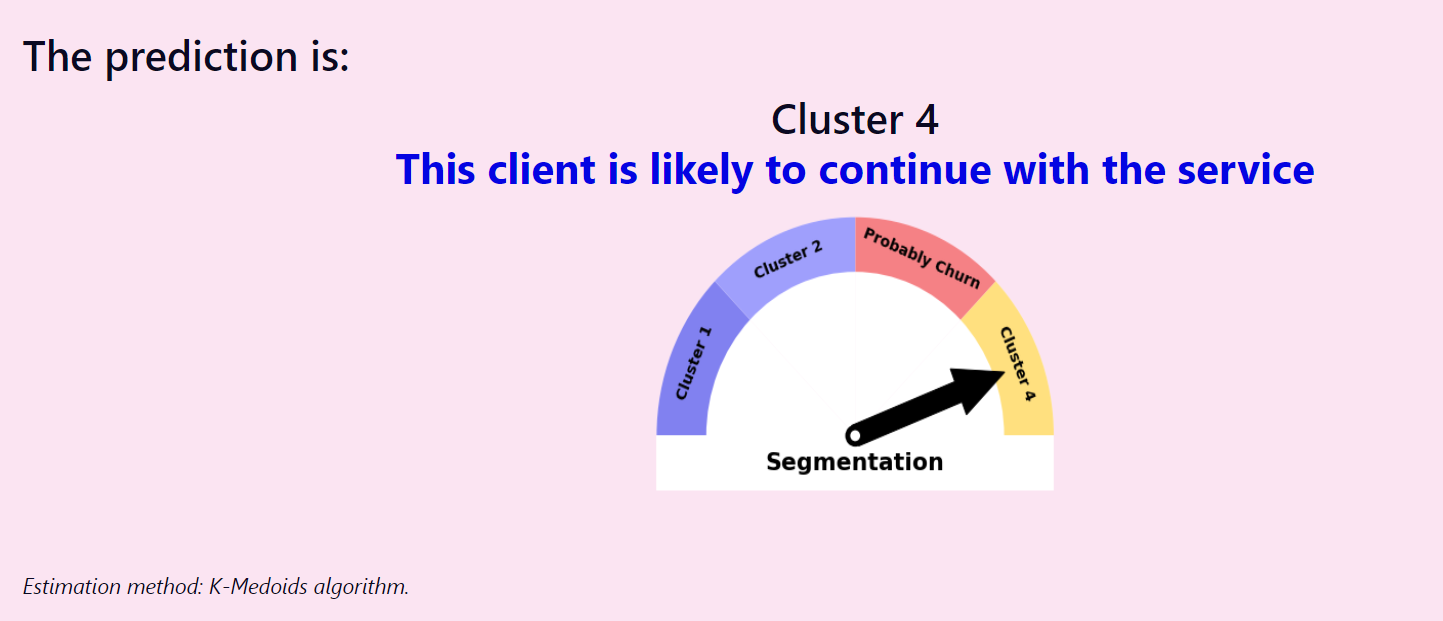 The prediction is:
Cluster 4
This client is likely to continue with the service
Cluster 1
Cluster 2
Probably Churn
Cluster 4
Segmentation
Estimation method: K-Medoids algorithm.